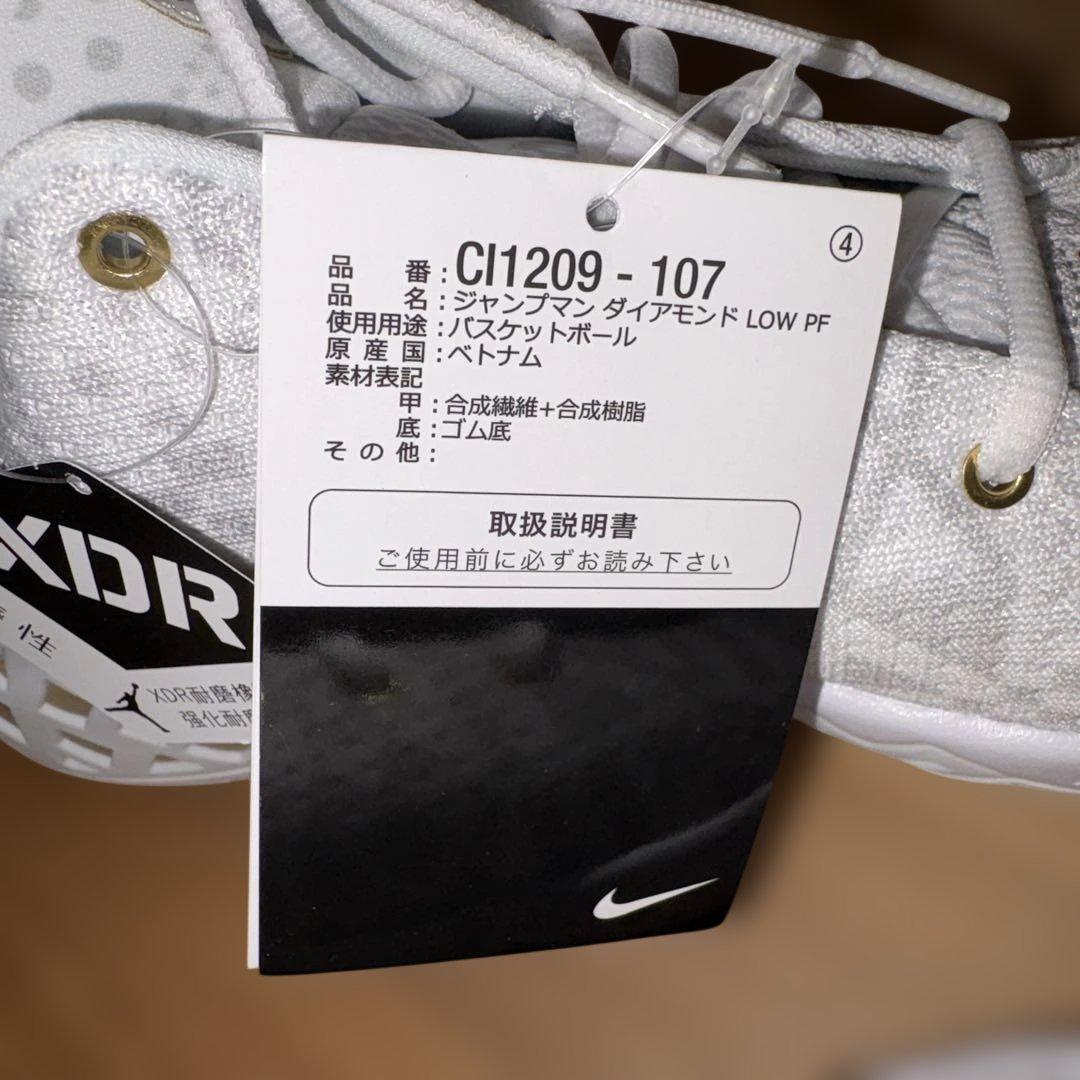 ④
品番:CI1209 - 107
品名:ジャンプマン ダイアモンド LOW PF
使用用途:バスケットボール
原産国:ベトナム
素材表記
甲:合成繊維+合成樹脂
底:ゴム底
その他:
取扱説明書
ご使用前に必ずお読み下さい
XDR
XDR耐磨橡
强化耐